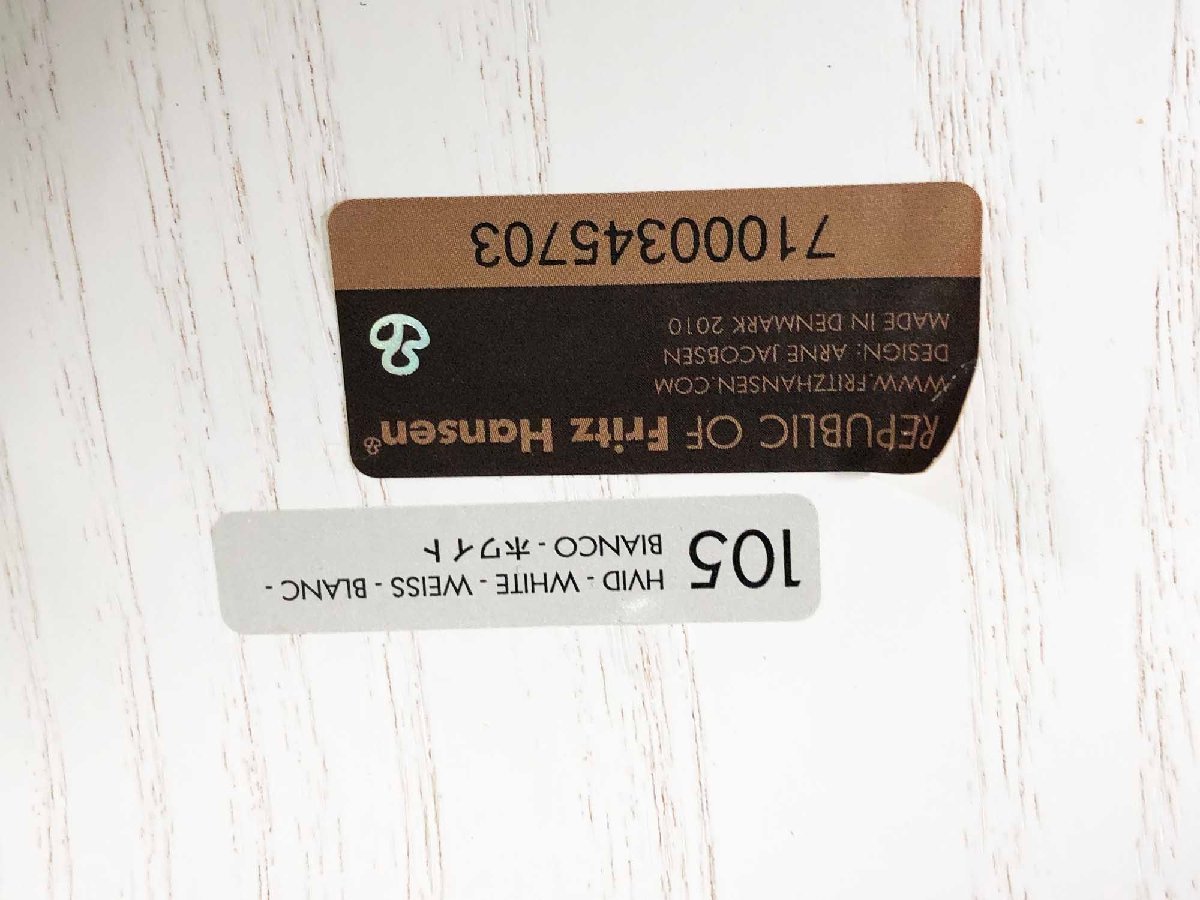 105
HVID - WHITE - WEISS - BLANC -
BIANCO - ホワイト
REPUBLIC OF Fritz Hansen®
WWW.FRITZHANSEN.COM
DESIGN: ARNE JACOBSEN
MADE IN DENMARK 2010
71000345703